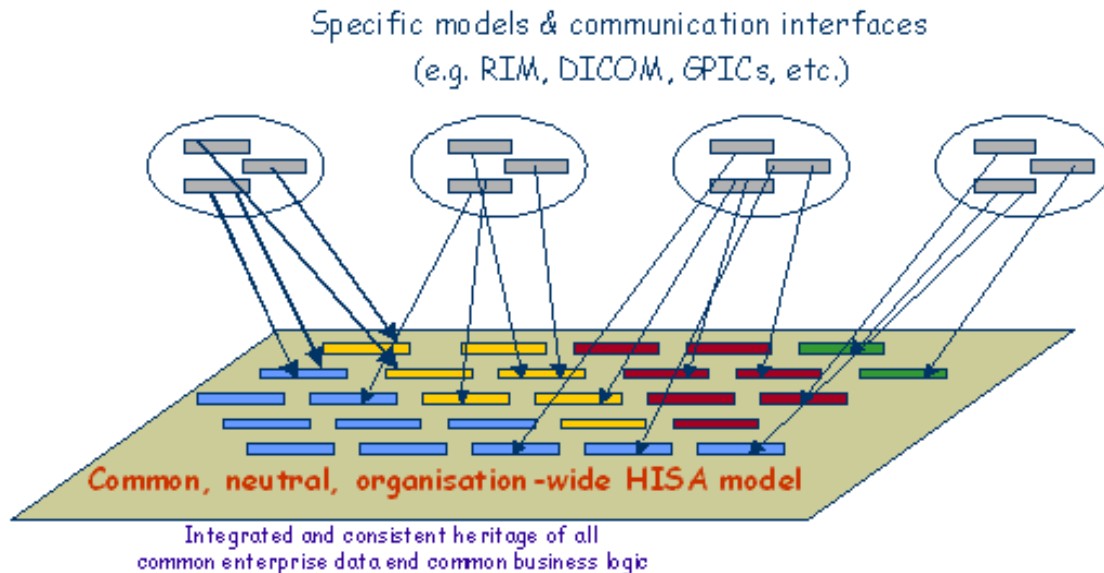 Specific models & communication interfaces
(e.g. RIM, DICOM, GPICs, etc.)
Common, neutral, organisation-wide HISA model
Integrated and consistent heritage of all
common enterprise data end common business logic